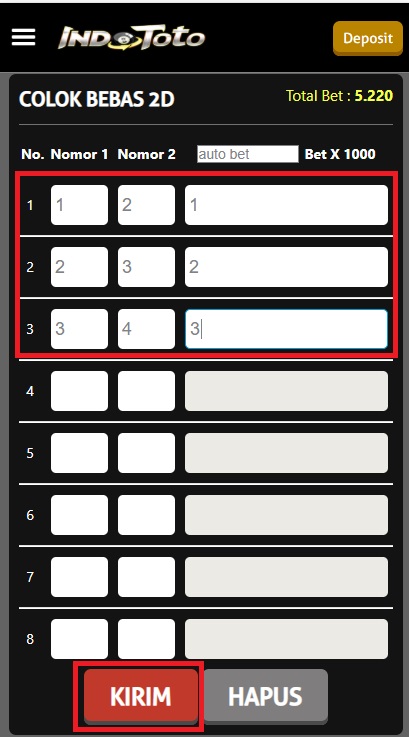 INDOTOTO
Deposit
COLOK BEBAS 2D
Total Bet : 5.220
No. Nomor 1 Nomor 2 auto bet Bet X 1000
1 1 2 1
2 2 3 2
3 3 4 3
4
5
6
7
8
KIRIM HAPUS